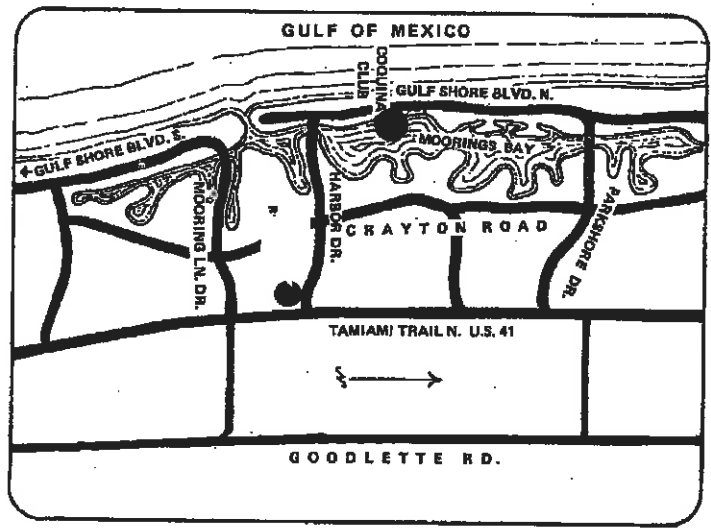 GULF OF MEXICO
COQUINA
CLUB
GULF SHORE BLVD. N.
GULF SHORE BLVD. S.
MOORINGS BAY
MOORING LN. DR.
HARBOR DR.
CRAYTON ROAD
PARKSHORE DR.
TAMIAMI TRAIL N. U.S. 41
GOODLETTE RD.